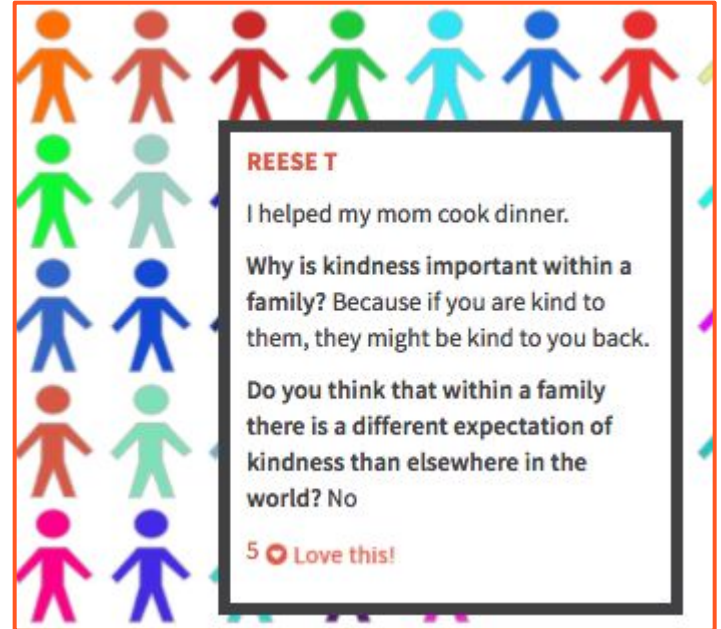 REESE T
I helped my mom cook dinner.
Why is kindness important within a
family? Because if you are kind to
them, they might be kind to you back.
Do you think that within a family
there is a different expectation of
kindness than elsewhere in the
world? No
5 Love this!